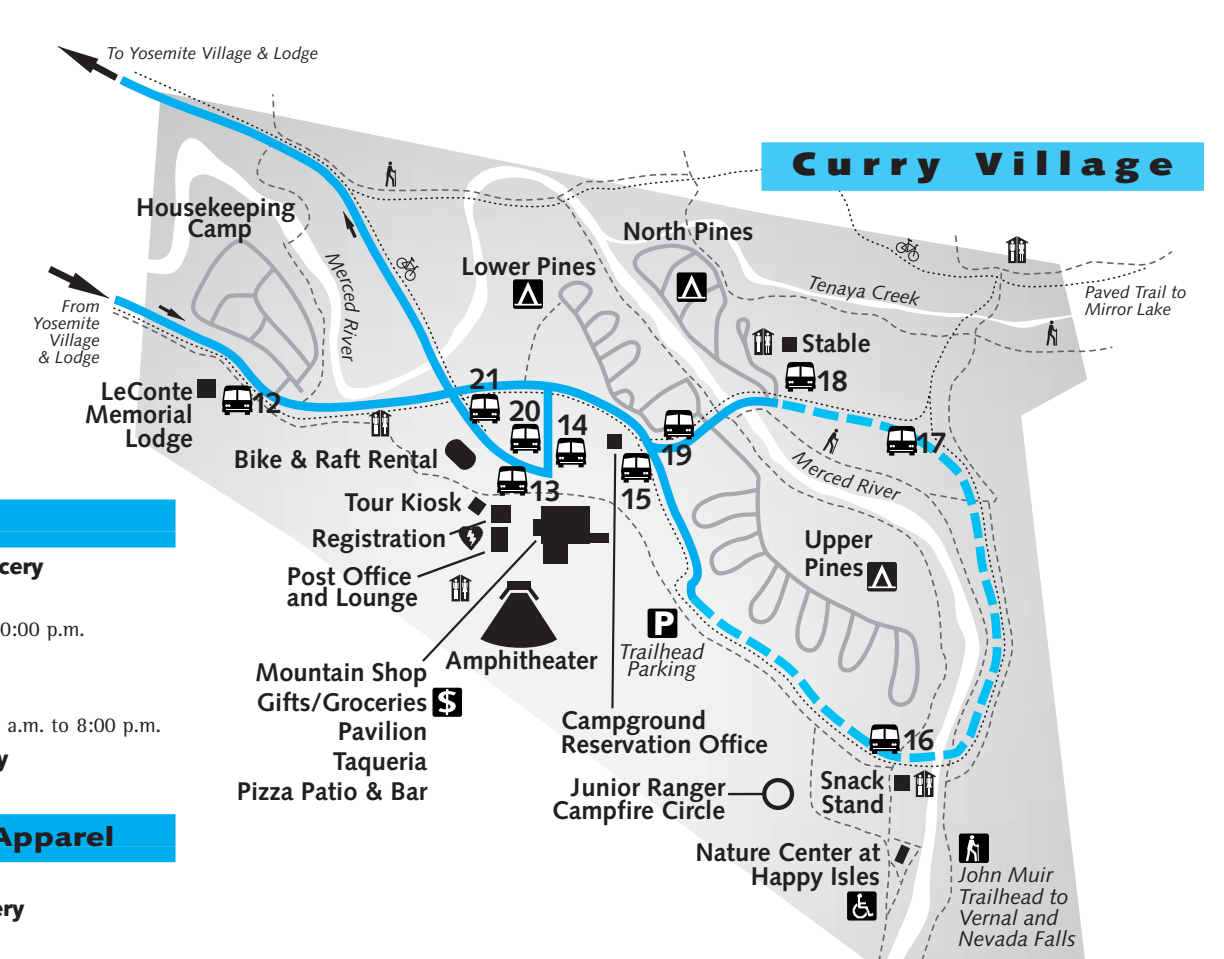 To Yosemite Village & Lodge
Curry Village
Housekeeping
Camp
North Pines
Lower Pines
Merced River
Tenaya Creek
Paved Trail to
Mirror Lake
From
Yosemite
Village
& Lodge
Stable
18
LeConte
Memorial
Lodge
12
21
20
14
17
19
Bike & Raft Rental
13
15
Merced River
Tour Kiosk
Registration
Post Office
and Lounge
Upper
Pines
cery
0:00 p.m.
P
Trailhead
Parking
Amphitheater
Mountain Shop
Gifts/Groceries $
Pavilion
Taqueria
Pizza Patio & Bar
a.m. to 8:00 p.m.
y
Campground
Reservation Office
16
Junior Ranger
Campfire Circle
Snack
Stand
Apparel
Nature Center at
Happy Isles
John Muir
Trailhead to
Vernal and
Nevada Falls
ery